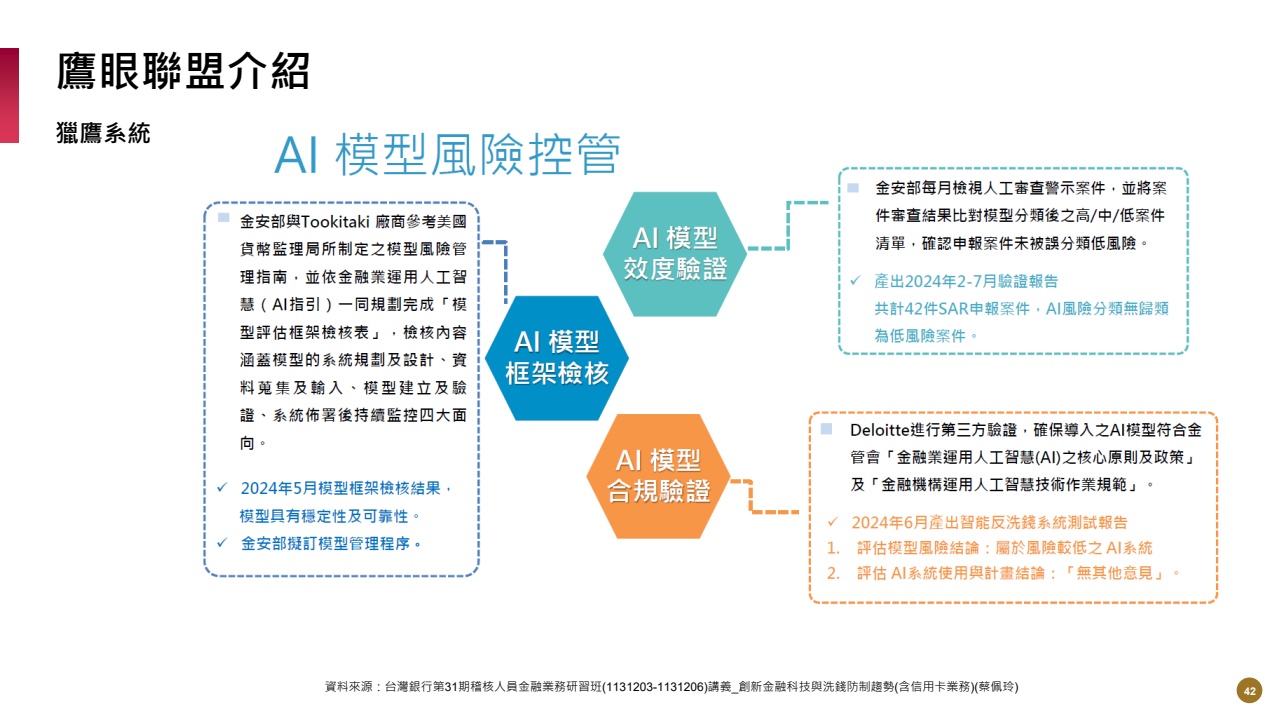 鷹眼聯盟介紹
獵鷹系統
AI 模型風險控管
金安部與Tookitaki 廠商參考美國
貨幣監理局所制定之模型風險管
理指南，並依金融業運用人工智
慧（AI指引）一同規劃完成「模
型評估框架檢核表」，檢核內容
涵蓋模型的系統規劃及設計、資
料蒐集及輸入、模型建立及驗
證、系統佈署後持續監控四大面
向。
✓ 2024年5月模型框架檢核結果，
模型具有穩定性及可靠性。
✓ 金安部擬訂模型管理程序。
AI 模型
框架檢核
AI 模型
效度驗證
金安部每月檢視人工審查警示案件，並將案
件審查結果比對模型分類後之高/中/低案件
清單，確認申報案件未被誤分類低風險。
✓ 產出2024年2-7月驗證報告
共計42件SAR申報案件，AI風險分類無歸類
為低風險案件。
AI 模型
合規驗證
Deloitte進行第三方驗證，確保導入之AI模型符合金
管會「金融業運用人工智慧(AI)之核心原則及政策」
及「金融機構運用人工智慧技術作業規範」。
✓ 2024年6月產出智能反洗錢系統測試報告
1. 評估模型風險結論：屬於風險較低之 AI系統
2. 評估 AI系統使用與計畫結論：「無其他意見」。
資料來源：台灣銀行第31期稽核人員金融業務研習班(1131203-1131206)講義_創新金融科技與洗錢防制趨勢(含信用卡業務)(蔡佩玲)
42